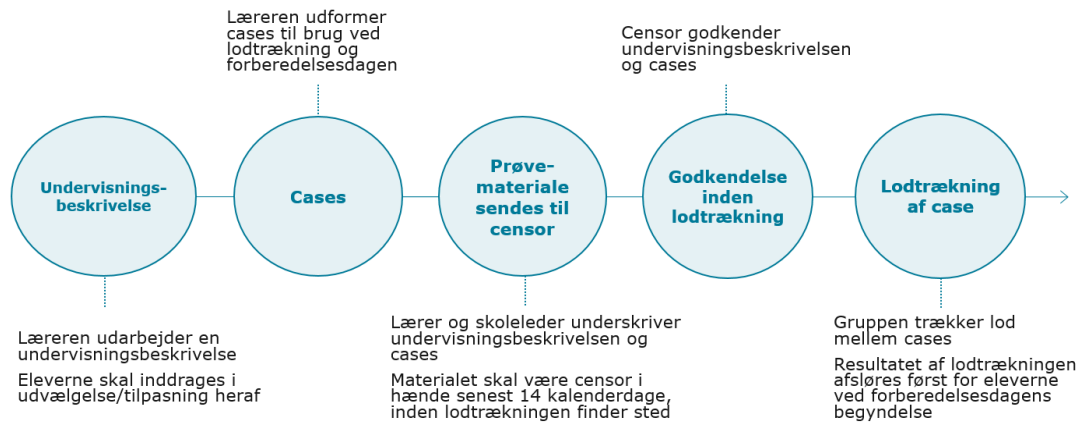 Læreren udformer
cases til brug ved
lodtrækning og
forberedelsesdagen
Censor godkender
undervisningsbeskrivelsen
og cases
Undervisnings-
beskrivelse
Cases
Prøve-
materiale
sendes til
censor
Godkendelse
inden
lodtrækning
Lodtrækning
af case
Læreren udarbejder en
undervisningsbeskrivelse
Eleverne skal inddrages i
udvælgelse/tilpasning heraf
Lærer og skoleleder underskriver
undervisningsbeskrivelsen og
cases
Materialet skal være censor i
hænde senest 14 kalenderdage,
inden lodtrækningen finder sted
Gruppen trækker lod
mellem cases
Resultatet af lodtrækningen
afsløres først for eleverne
ved forberedelsesdagens
begyndelse